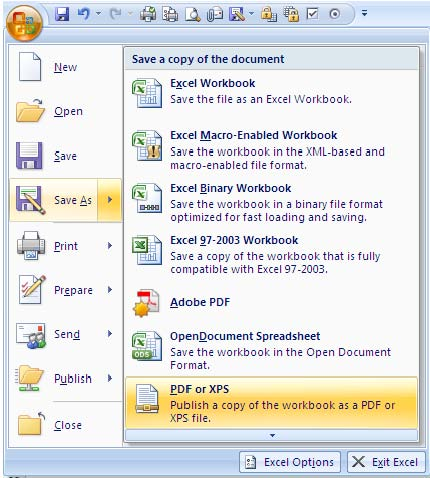 New
Open
Save
Save As
Print
Prepare
Send
Publish
Close
Save a copy of the document
Excel Workbook
Save the file as an Excel Workbook.
Excel Macro-Enabled Workbook
Save the workbook in the XML-based and
macro-enabled file format.
Excel Binary Workbook
Save the workbook in a binary file format
optimized for fast loading and saving.
Excel 97-2003 Workbook
Save a copy of the workbook that is fully
compatible with Excel 97-2003.
Adobe PDF
OpenDocument Spreadsheet
Save the workbook in the Open Document
Format.
ODS
PDF or XPS
Publish a copy of the workbook as a PDF or
XPS file.
Excel Options
Exit Excel